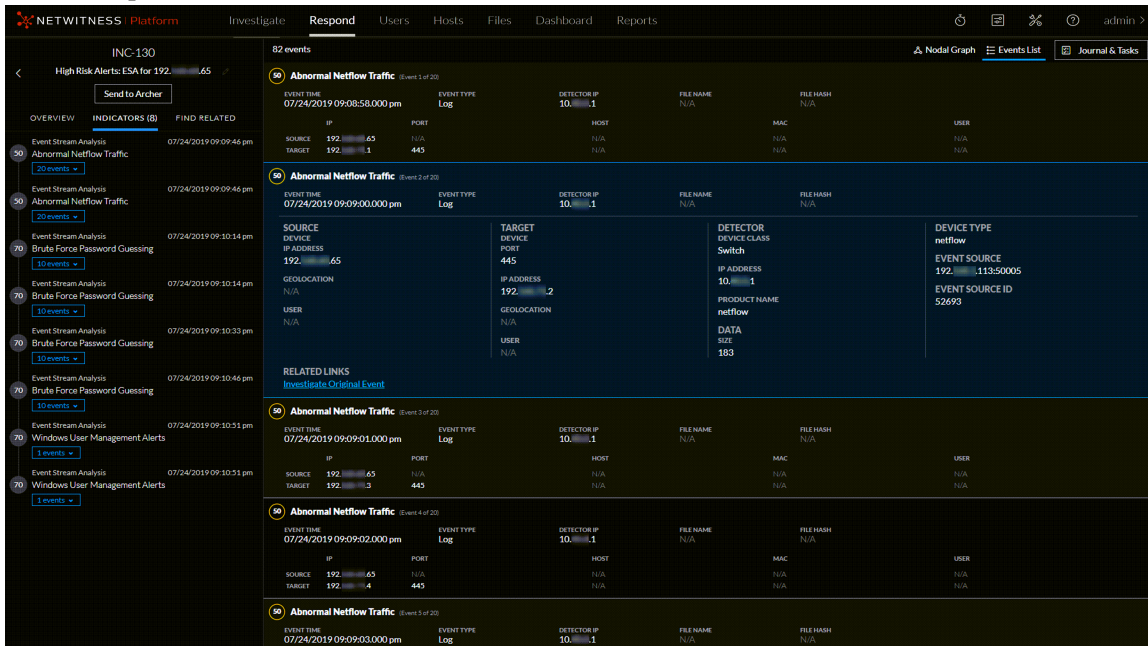 NETWITNESS Platform Investigate Respond Users Hosts Files Dashboard Reports admin >
INC-130
High Risk Alerts: ESA for 192. .65
Send to Archer
OVERVIEW INDICATORS (8) FIND RELATED
Event Stream Analysis 07/24/2019 09:09:46 pm
50 Abnormal Netflow Traffic
20 events
Event Stream Analysis 07/24/2019 09:09:46 pm
50 Abnormal Netflow Traffic
20 events
Event Stream Analysis 07/24/2019 09:10:14 pm
70 Brute Force Password Guessing
10 events
Event Stream Analysis 07/24/2019 09:10:14 pm
70 Brute Force Password Guessing
10 events
Event Stream Analysis 07/24/2019 09:10:33 pm
70 Brute Force Password Guessing
10 events
Event Stream Analysis 07/24/2019 09:10:46 pm
70 Brute Force Password Guessing
10 events
Event Stream Analysis 07/24/2019 09:10:51 pm
70 Windows User Management Alerts
1 events
Event Stream Analysis 07/24/2019 09:10:51 pm
70 Windows User Management Alerts
1 events
82 events Nodal Graph Events List Journal & Tasks
50 Abnormal Netflow Traffic (Event 1 of 20)
EVENT TIME EVENT TYPE DETECTOR IP FILE NAME FILE HASH
07/24/2019 09:08:58.000 pm Log 10. .1 N/A N/A
IP PORT HOST MAC USER
SOURCE 192. .65 N/A N/A N/A N/A
TARGET 192. .1 445 N/A N/A N/A
50 Abnormal Netflow Traffic (Event 2 of 20)
EVENT TIME EVENT TYPE DETECTOR IP FILE NAME FILE HASH
07/24/2019 09:09:00.000 pm Log 10. .1 N/A N/A
SOURCE
DEVICE
IP ADDRESS
192. .65
GEOLOCATION
N/A
USER
N/A
TARGET
DEVICE
PORT
445
IP ADDRESS
192. .2
GEOLOCATION
N/A
USER
N/A
DETECTOR
DEVICE CLASS
Switch
IP ADDRESS
10. 1
PRODUCT NAME
netflow
DATA
SIZE
183
DEVICE TYPE
netflow
EVENT SOURCE
192. .113:50005
EVENT SOURCE ID
52693
RELATED LINKS
Investigate Original Event
50 Abnormal Netflow Traffic (Event 3 of 20)
EVENT TIME EVENT TYPE DETECTOR IP FILE NAME FILE HASH
07/24/2019 09:09:01.000 pm Log 10. .1 N/A N/A
IP PORT HOST MAC USER
SOURCE 192. .65 N/A N/A N/A N/A
TARGET 192. .3 445 N/A N/A N/A
50 Abnormal Netflow Traffic (Event 4 of 20)
EVENT TIME EVENT TYPE DETECTOR IP FILE NAME FILE HASH
07/24/2019 09:09:02.000 pm Log 10. .1 N/A N/A
IP PORT HOST MAC USER
SOURCE 192. .65 N/A N/A N/A N/A
TARGET 192. .4 445 N/A N/A N/A
50 Abnormal Netflow Traffic (Event 5 of 20)
EVENT TIME EVENT TYPE DETECTOR IP FILE NAME FILE HASH
07/24/2019 09:09:03.000 pm Log 10. .1 N/A N/A